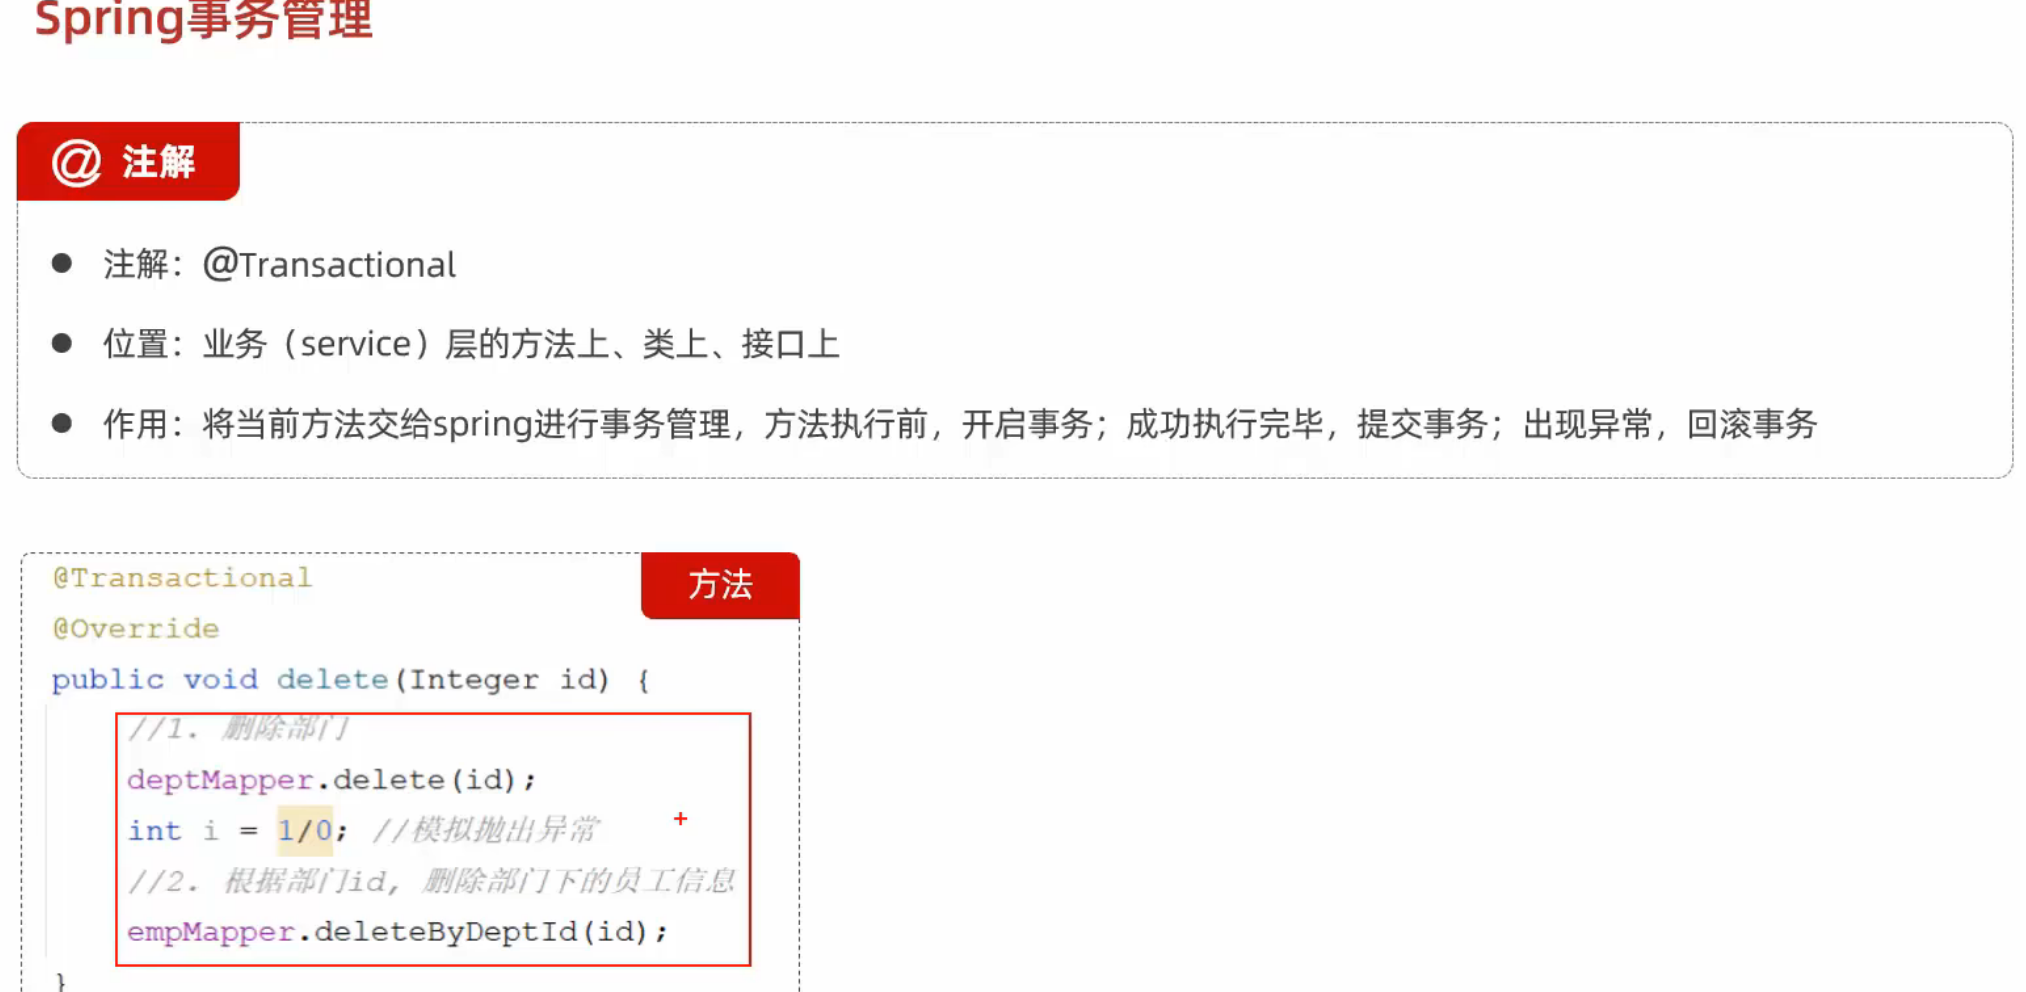 Spring事务管理
@ 注解
● 注解：@Transactional
● 位置：业务（service）层的方法上、类上、接口上
● 作用：将当前方法交给spring进行事务管理，方法执行前，开启事务；成功执行完毕，提交事务；出现异常，回滚事务
方法
@Transactional
@Override
public void delete(Integer id) {
//1. 删除部门
deptMapper.delete(id);
int i = 1/0; //模拟抛出异常
//2. 根据部门id, 删除部门下的员工信息
empMapper.deleteByDeptId(id);
}